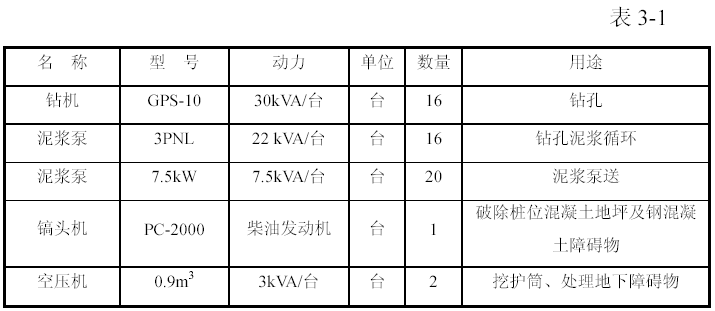 表 3-1
名 称 型 号 动力 单位 数量 用途
钻机 GPS-10 30kVA/台 台 16 钻孔
泥浆泵 3PNL 22 kVA/台 台 16 钻孔泥浆循环
泥浆泵 7.5kW 7.5kVA/台 台 20 泥浆泵送
镐头机 PC-2000 柴油发动机 台 1 破除桩位混凝土地坪及钢混凝
土障碍物
空压机 0.9m³ 3kVA/台 台 2 挖护筒、处理地下障碍物